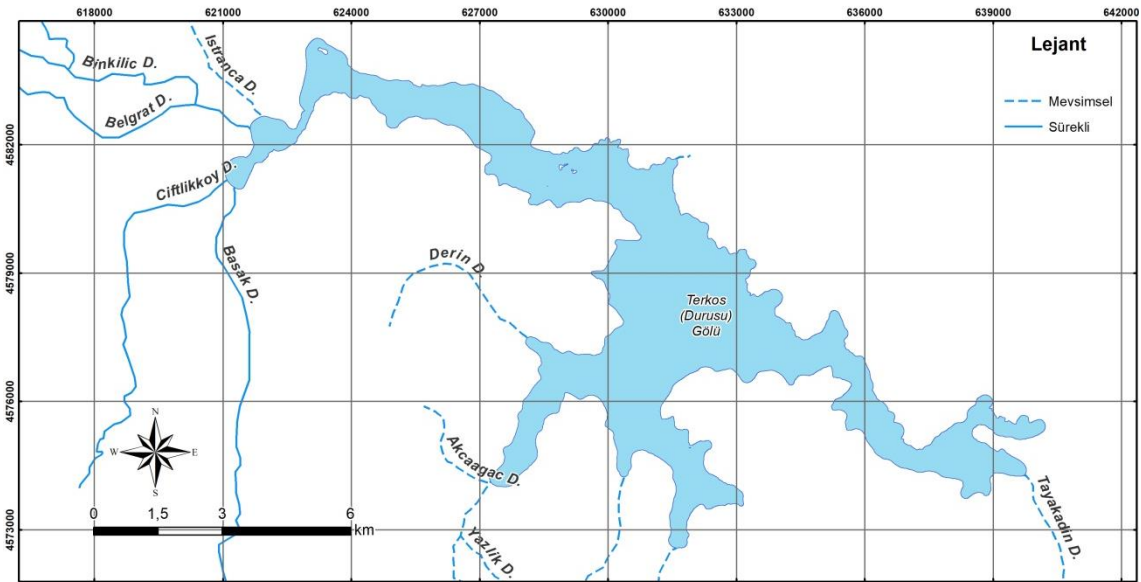 618000 621000 624000 627000 630000 633000 636000 639000 642000
Lejant
Mevsimsel
Sürekli
Istranca D.
Binkilic D.
Belgrat D.
4582000
Ciftlikkoy D.
Basak D.
Derin D.
4579000
Terkos
(Durusu)
Gölü
4576000
N
W E
S
Akcaagac D.
Tayakadin D.
0 1,5 3 6
km
4573000
Yazlik D.